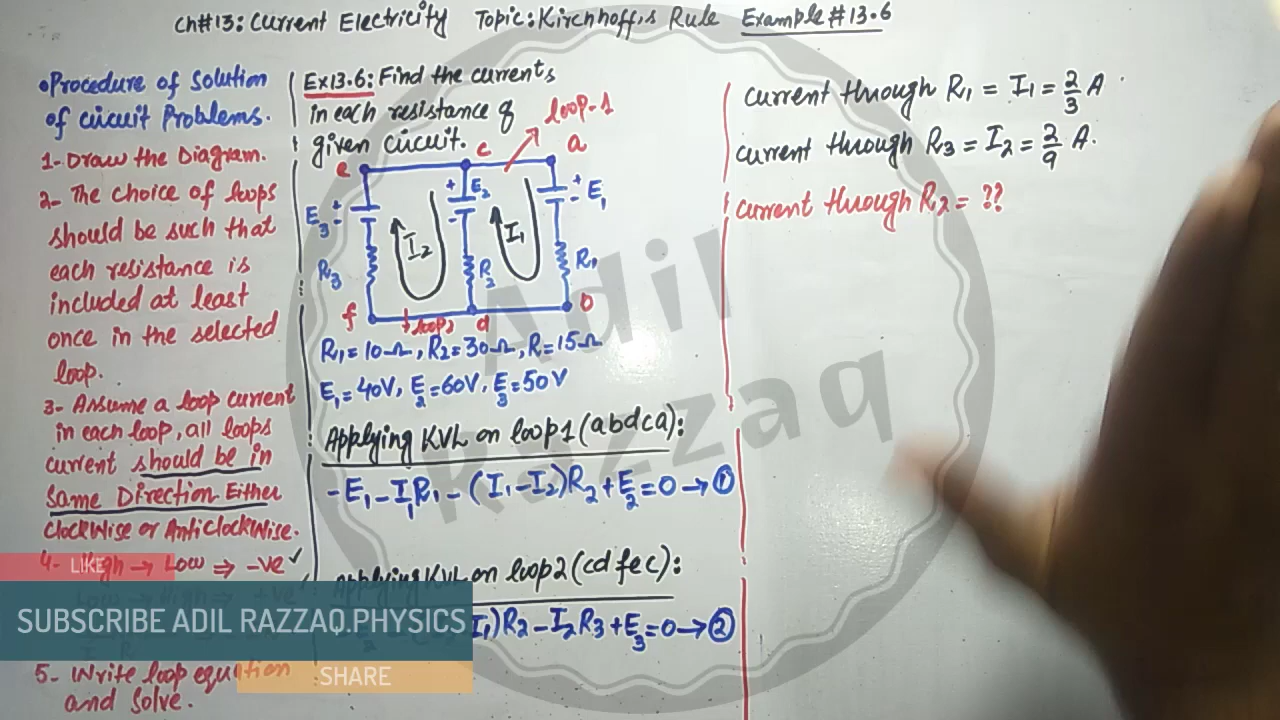 Ch#13: Current Electricity Topic: Kirchhoff,s Rule Example #13.6
•Procedure of Solution
of circuit Problems.
1- Draw the Diagram.
2- The choice of loops
should be such that
each resistance is
included at least
once in the selected
loop.
3- Assume a loop current
in each loop, all loops
current should be in
Same Direction Either
Clockwise or Anticlockwise.
4- High → Low ⇒ -ve ✓
5- Write loop equation
and solve.
Ex13.6: Find the currents
in each resistance of
given circuit.
loop-1
e c a
E3 + - + E2 - + - E1
I2 I1
R3 R2 R1
f loop2 d b
R1=10Ω, R2=30Ω, R=15Ω
E1=40V, E2=60V, E3=50V
Applying KVL on loop1(abdca):
-E1-I1R1-(I1-I2)R2+E2=0→①
Applying KVL on loop2(cdfec):
I1)R2-I2R3+E3=0→②
current through R1 = I1 = 2/3 A
current through R3 = I2 = 2/9 A.
current through R2 = ??
Adil
Razzaq
LIKE
SUBSCRIBE ADIL RAZZAQ.PHYSICS
SHARE